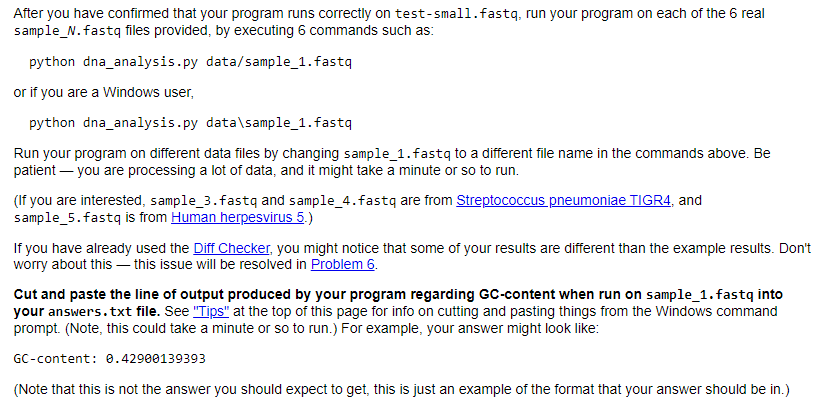 After you have confirmed that your program runs correctly on test-small.fastq, run your program on each of the 6 real
sample_N.fastq files provided, by executing 6 commands such as:
python dna_analysis.py data/sample_1.fastq
or if you are a Windows user,
python dna_analysis.py data\sample_1.fastq
Run your program on different data files by changing sample_1.fastq to a different file name in the commands above. Be
patient — you are processing a lot of data, and it might take a minute or so to run.
(If you are interested, sample_3.fastq and sample_4.fastq are from Streptococcus pneumoniae TIGR4, and
sample_5.fastq is from Human herpesvirus 5.)
If you have already used the Diff Checker, you might notice that some of your results are different than the example results. Don't
worry about this — this issue will be resolved in Problem 6.
Cut and paste the line of output produced by your program regarding GC-content when run on sample_1.fastq into
your answers.txt file. See "Tips" at the top of this page for info on cutting and pasting things from the Windows command
prompt. (Note, this could take a minute or so to run.) For example, your answer might look like:
GC-content: 0.42900139393
(Note that this is not the answer you should expect to get, this is just an example of the format that your answer should be in.)